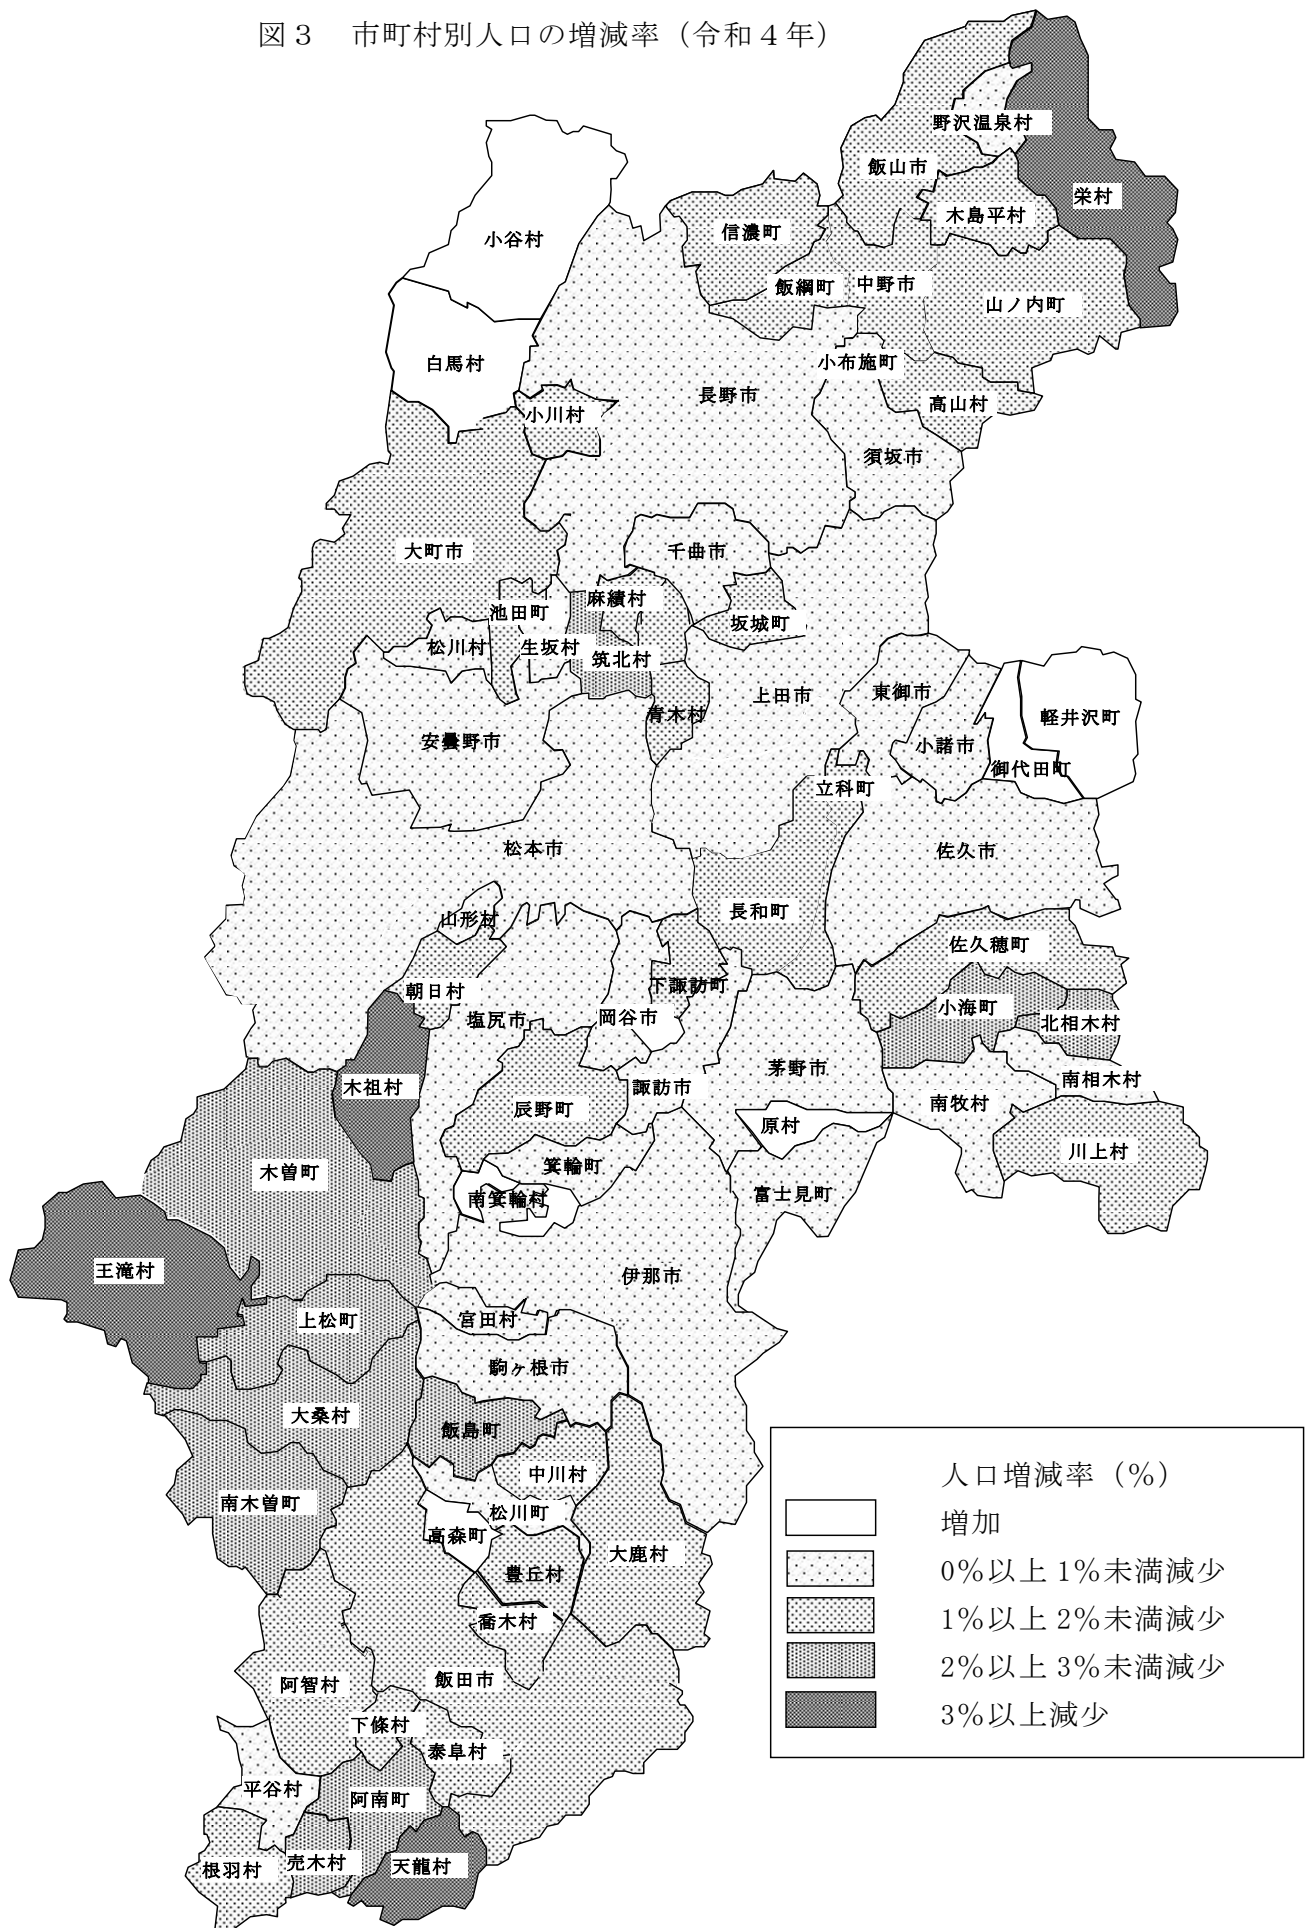 図3 市町村別人口の増減率（令和4年）
野沢温泉村
飯山市
栄村
木島平村
信濃町
小谷村
飯綱町
中野市
山ノ内町
白馬村
小布施町
長野市
高山村
小川村
須坂市
大町市
千曲市
麻績村
池田町
坂城町
松川村
生坂村
筑北村
東御市
上田市
青木村
軽井沢町
安曇野市
小諸市
御代田町
立科町
松本市
佐久市
長和町
山形村
佐久穂町
下諏訪町
朝日村
小海町
岡谷市
塩尻市
北相木村
茅野市
南相木村
木祖村
諏訪市
南牧村
辰野町
原村
川上村
箕輪町
木曽町
富士見町
南箕輪村
王滝村
伊那市
上松町
宮田村
駒ヶ根市
大桑村
飯島町
中川村
南木曽町
松川町
高森町
大鹿村
豊丘村
喬木村
飯田市
阿智村
下條村
泰阜村
平谷村
阿南町
売木村
天龍村
根羽村
人口増減率（%）
増加
0%以上1%未満減少
1%以上2%未満減少
2%以上3%未満減少
3%以上減少